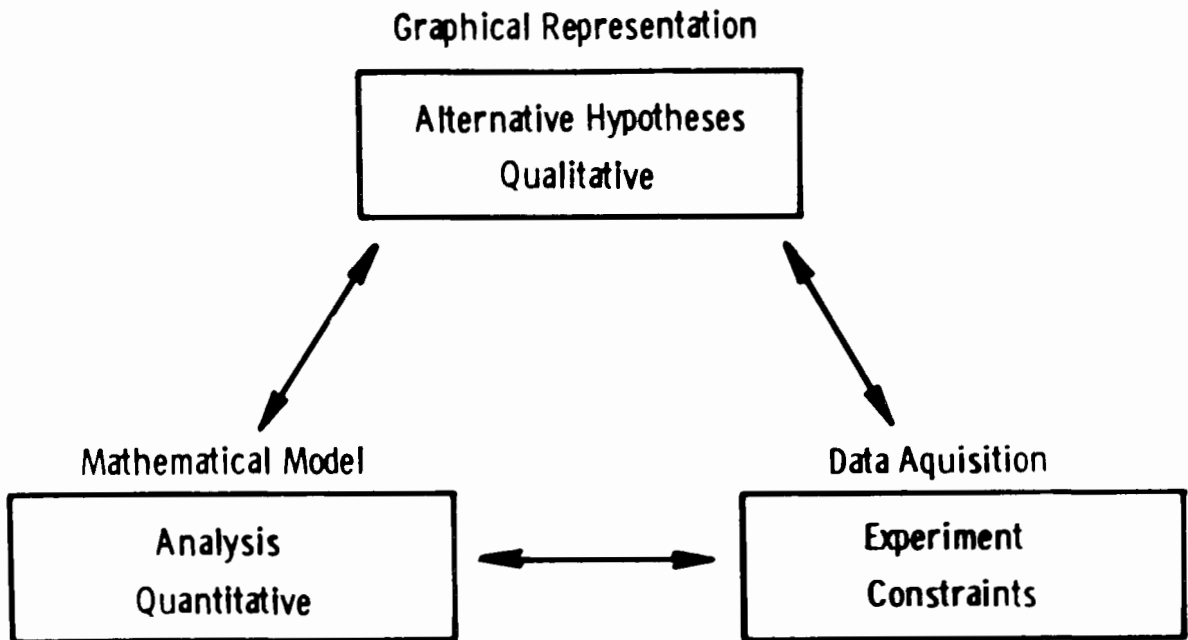 Graphical Representation
Alternative Hypotheses
Qualitative
Mathematical Model
Analysis
Quantitative
Data Aquisition
Experiment
Constraints